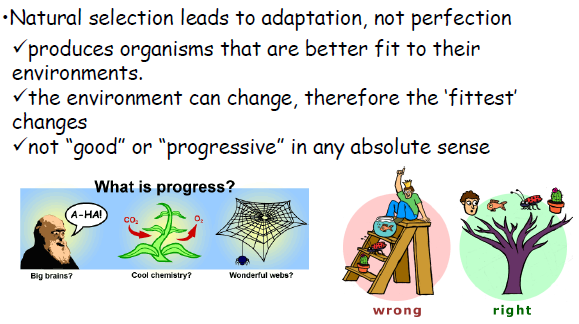 •Natural selection leads to adaptation, not perfection
✓produces organisms that are better fit to their
environments.
✓the environment can change, therefore the ‘fittest’
changes
✓not “good” or “progressive” in any absolute sense
What is progress?
A-HA!
CO2
O2
Big brains?
Cool chemistry?
Wonderful webs?
wrong
right